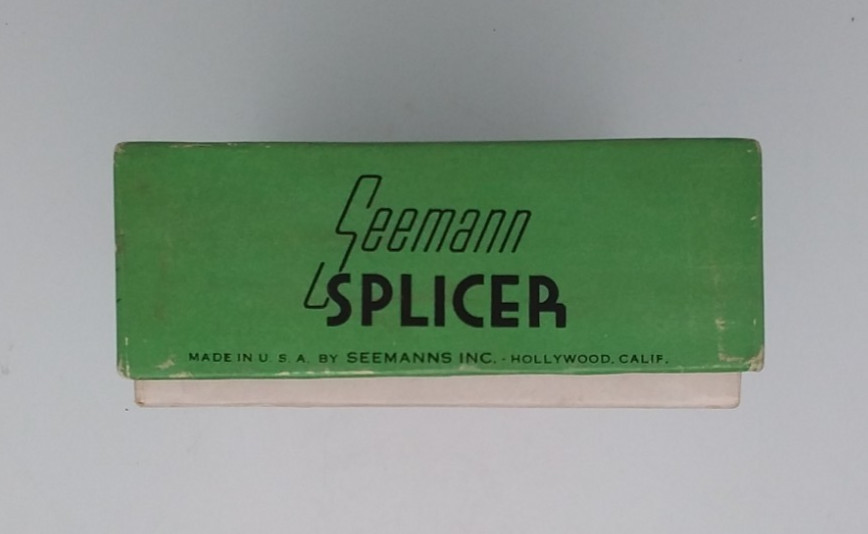 Seemann
SPLICER
MADE IN U. S. A. BY SEEMANNS INC. - HOLLYWOOD, CALIF.